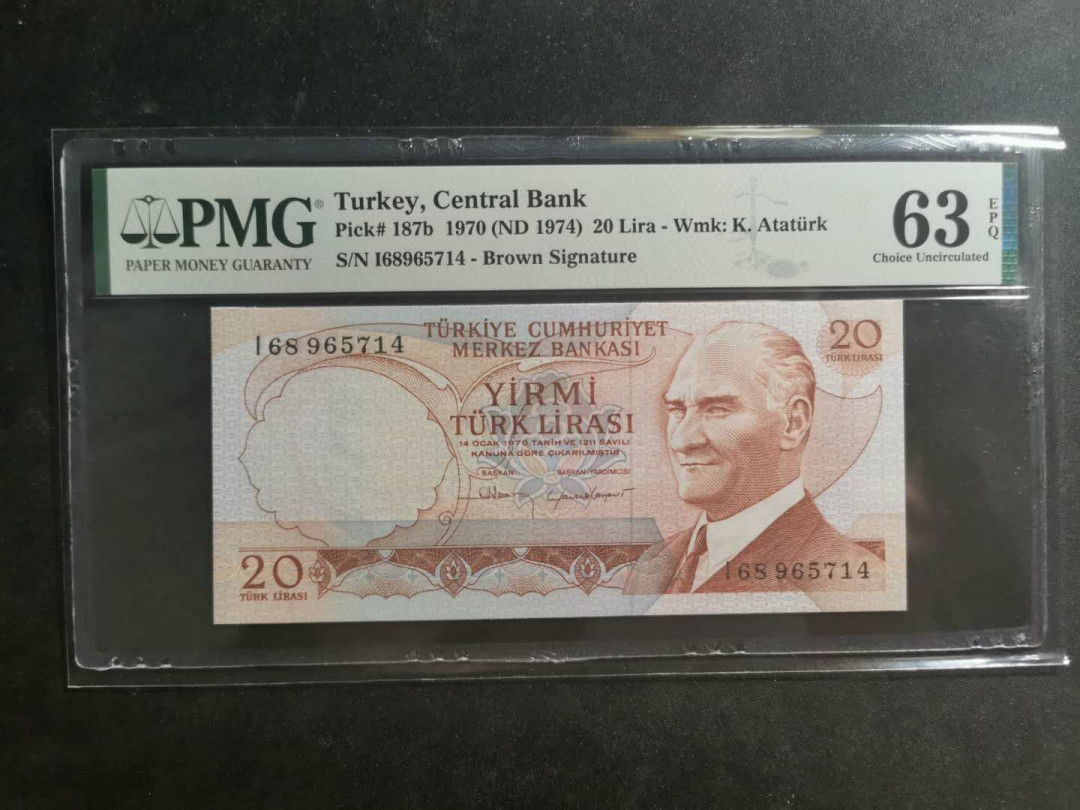 PMG®
PAPER MONEY GUARANTY
Turkey, Central Bank
Pick# 187b 1970 (ND 1974) 20 Lira - Wmk: K. Atatürk
S/N I68965714 - Brown Signature
63
EPQ
Choice Uncirculated
TÜRKİYE CUMHURİYET
MERKEZ BANKASI
I68 965714
20
TÜRK LİRASI
YİRMİ
TÜRK LİRASI
14 OCAK 1970 TARİH VE 1211 SAYILI
KANUNA GÖRE ÇIKARILMIŞTIR
BAŞKAN BAŞKAN YARDIMCISI
20
TÜRK LİRASI
I68 965714